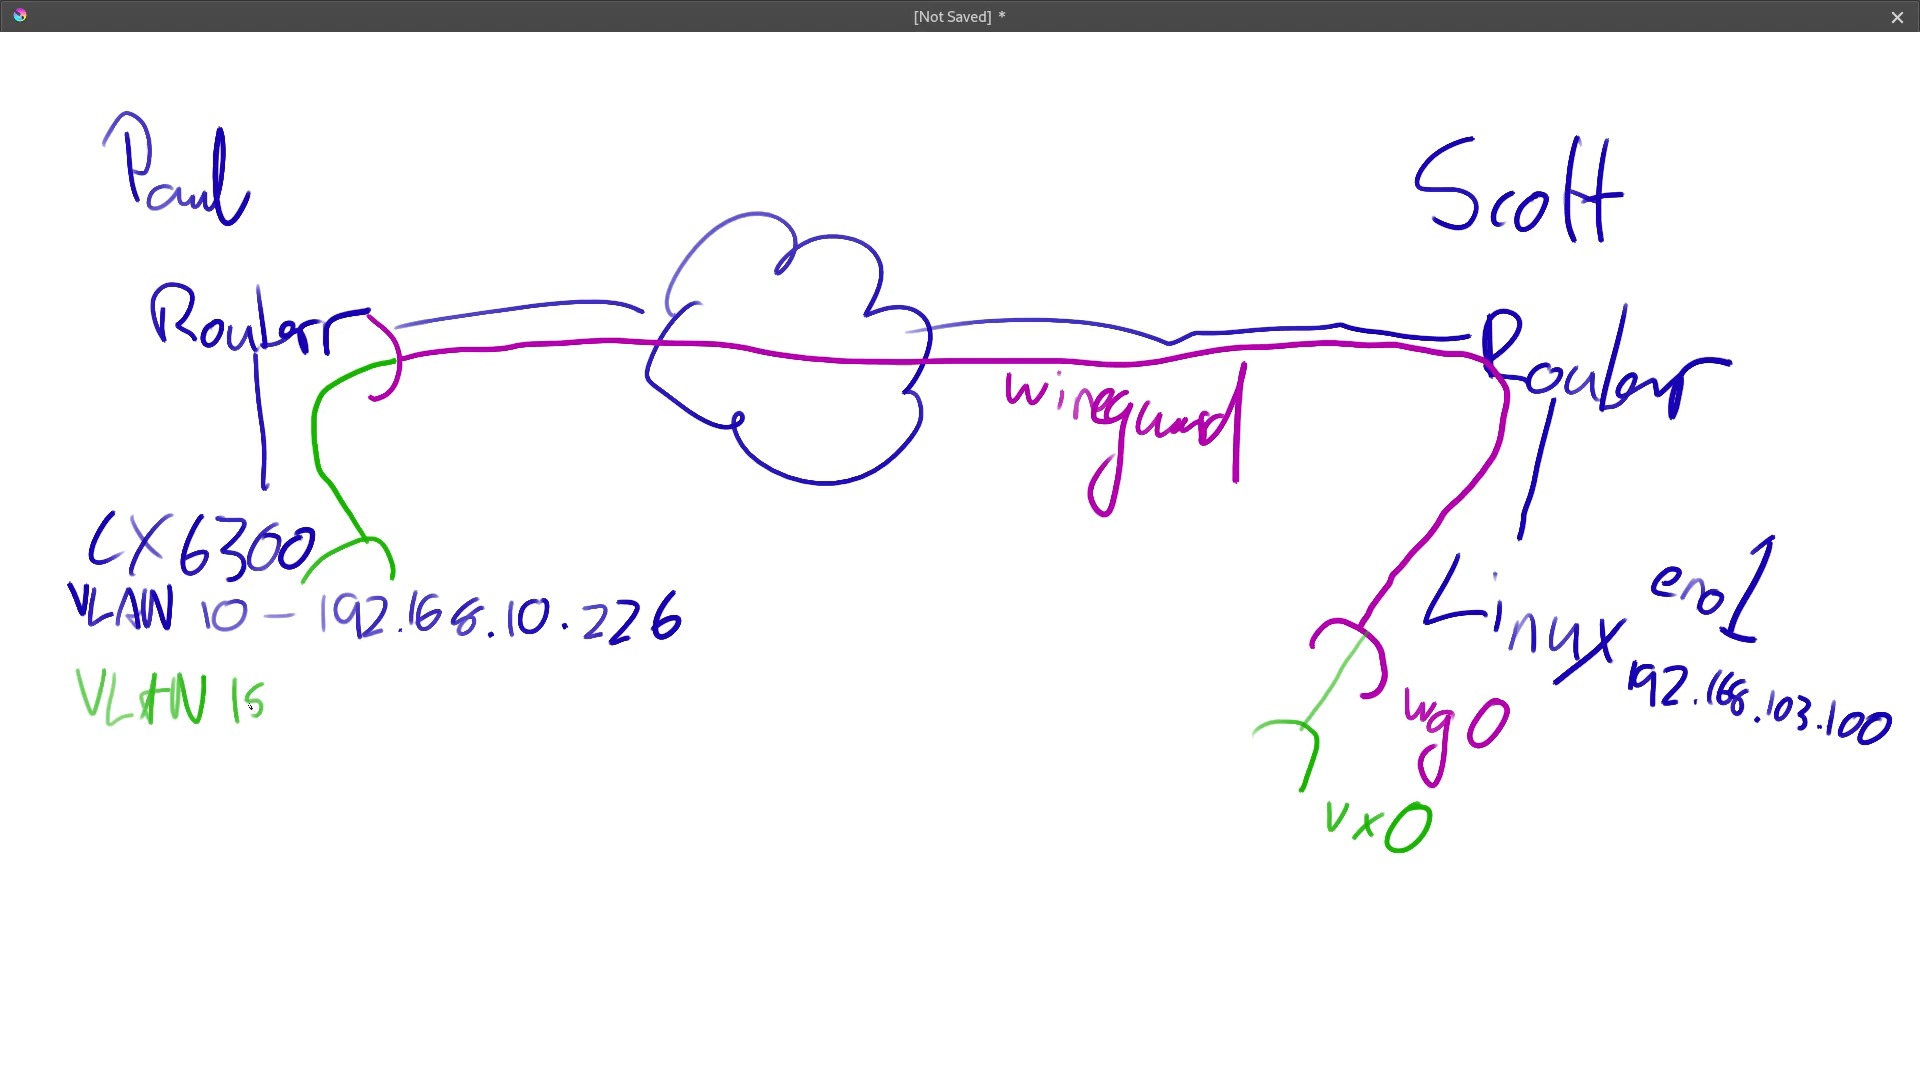 [Not Saved] *
Paul
Scott
Router
Router
wireguard
CX6300
VLAN 10 - 192.168.10.226
Linux
eno1
192.168.103.100
VLAN 15
wg0
vx0